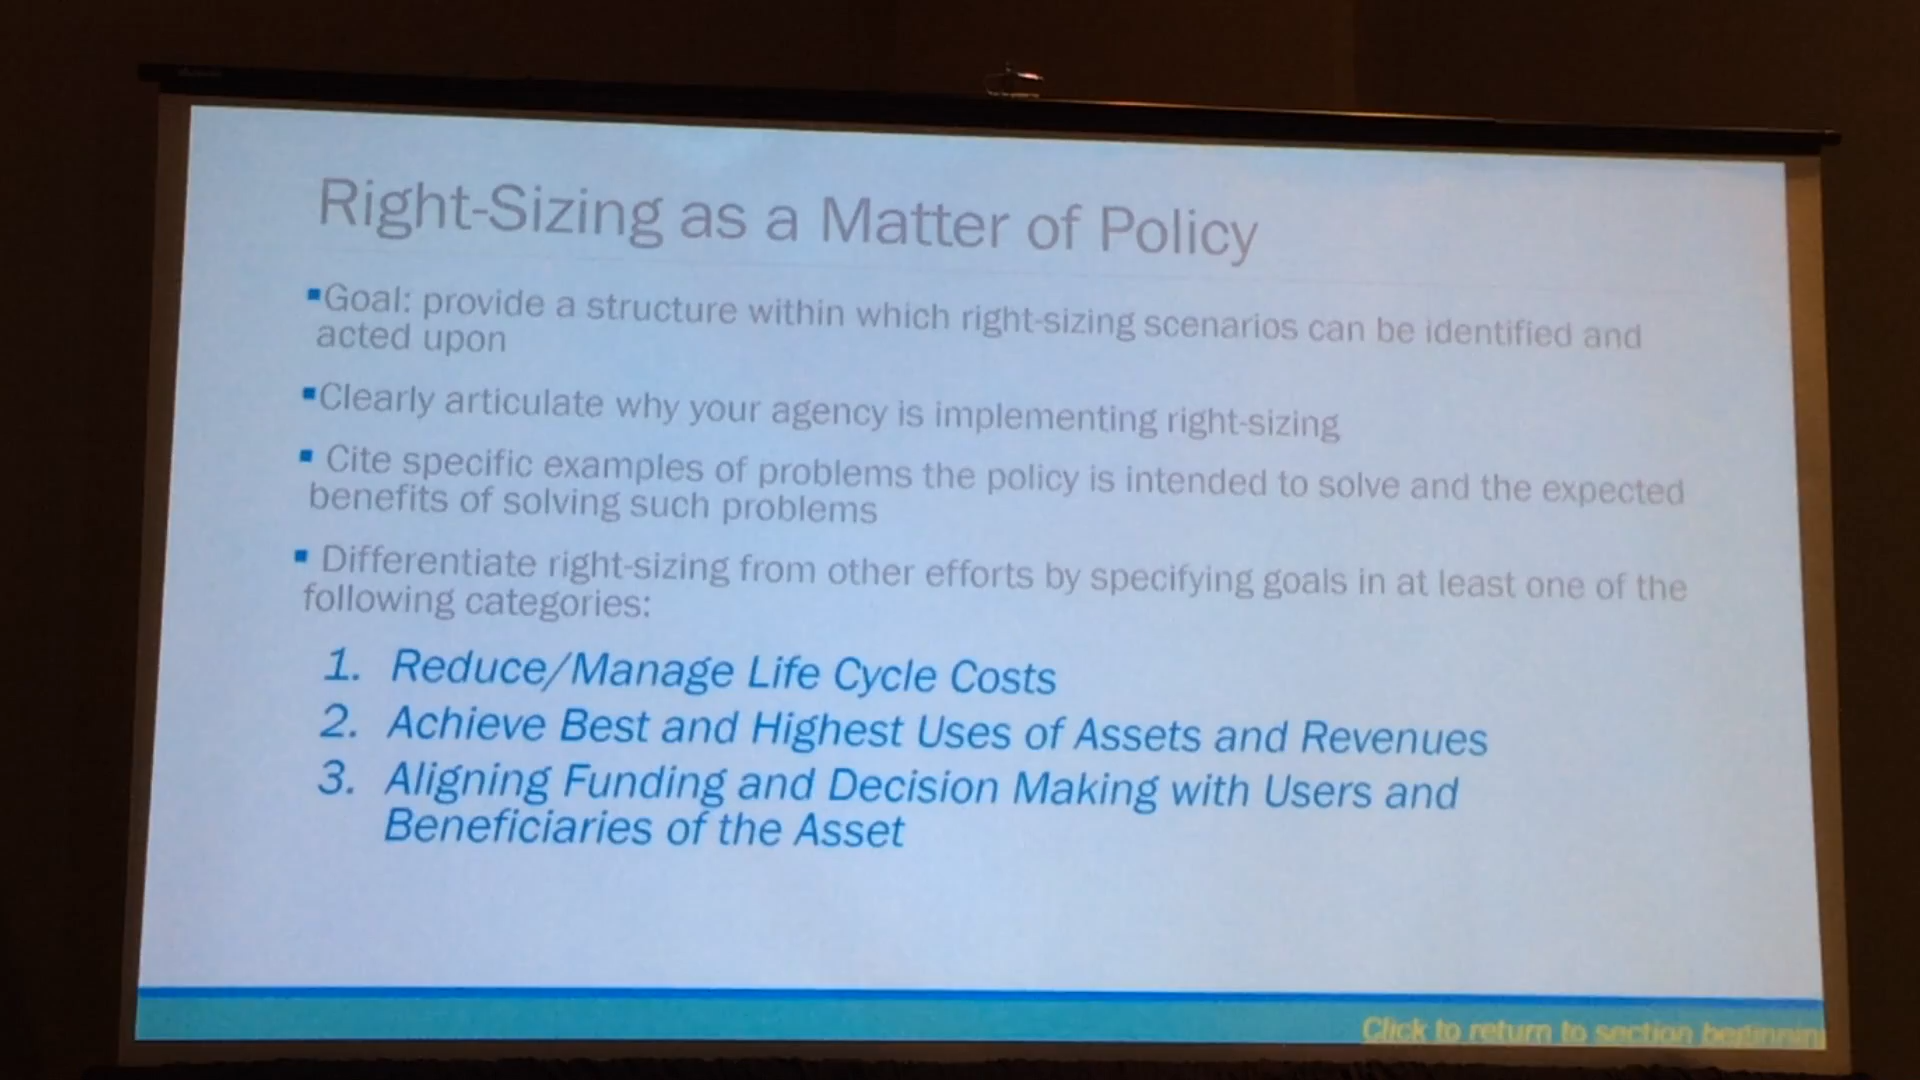 Right-Sizing as a Matter of Policy
▪Goal: provide a structure within which right-sizing scenarios can be identified and
acted upon
▪Clearly articulate why your agency is implementing right-sizing
▪ Cite specific examples of problems the policy is intended to solve and the expected
benefits of solving such problems
▪ Differentiate right-sizing from other efforts by specifying goals in at least one of the
following categories:
1. Reduce/Manage Life Cycle Costs
2. Achieve Best and Highest Uses of Assets and Revenues
3. Aligning Funding and Decision Making with Users and
Beneficiaries of the Asset
Click to return to section beginnin